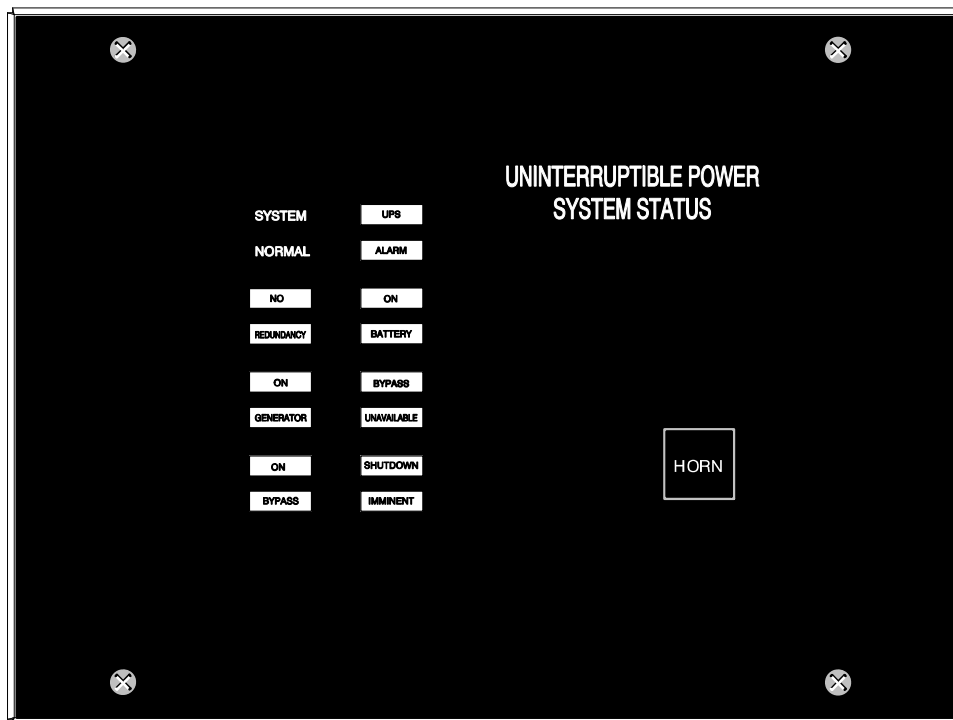 UNINTERRUPTIBLE POWER
SYSTEM STATUS
SYSTEM UPS
NORMAL ALARM
NO ON
REDUNDANCY BATTERY
ON BYPASS
GENERATOR UNAVAILABLE
ON SHUTDOWN
BYPASS IMMINENT
HORN